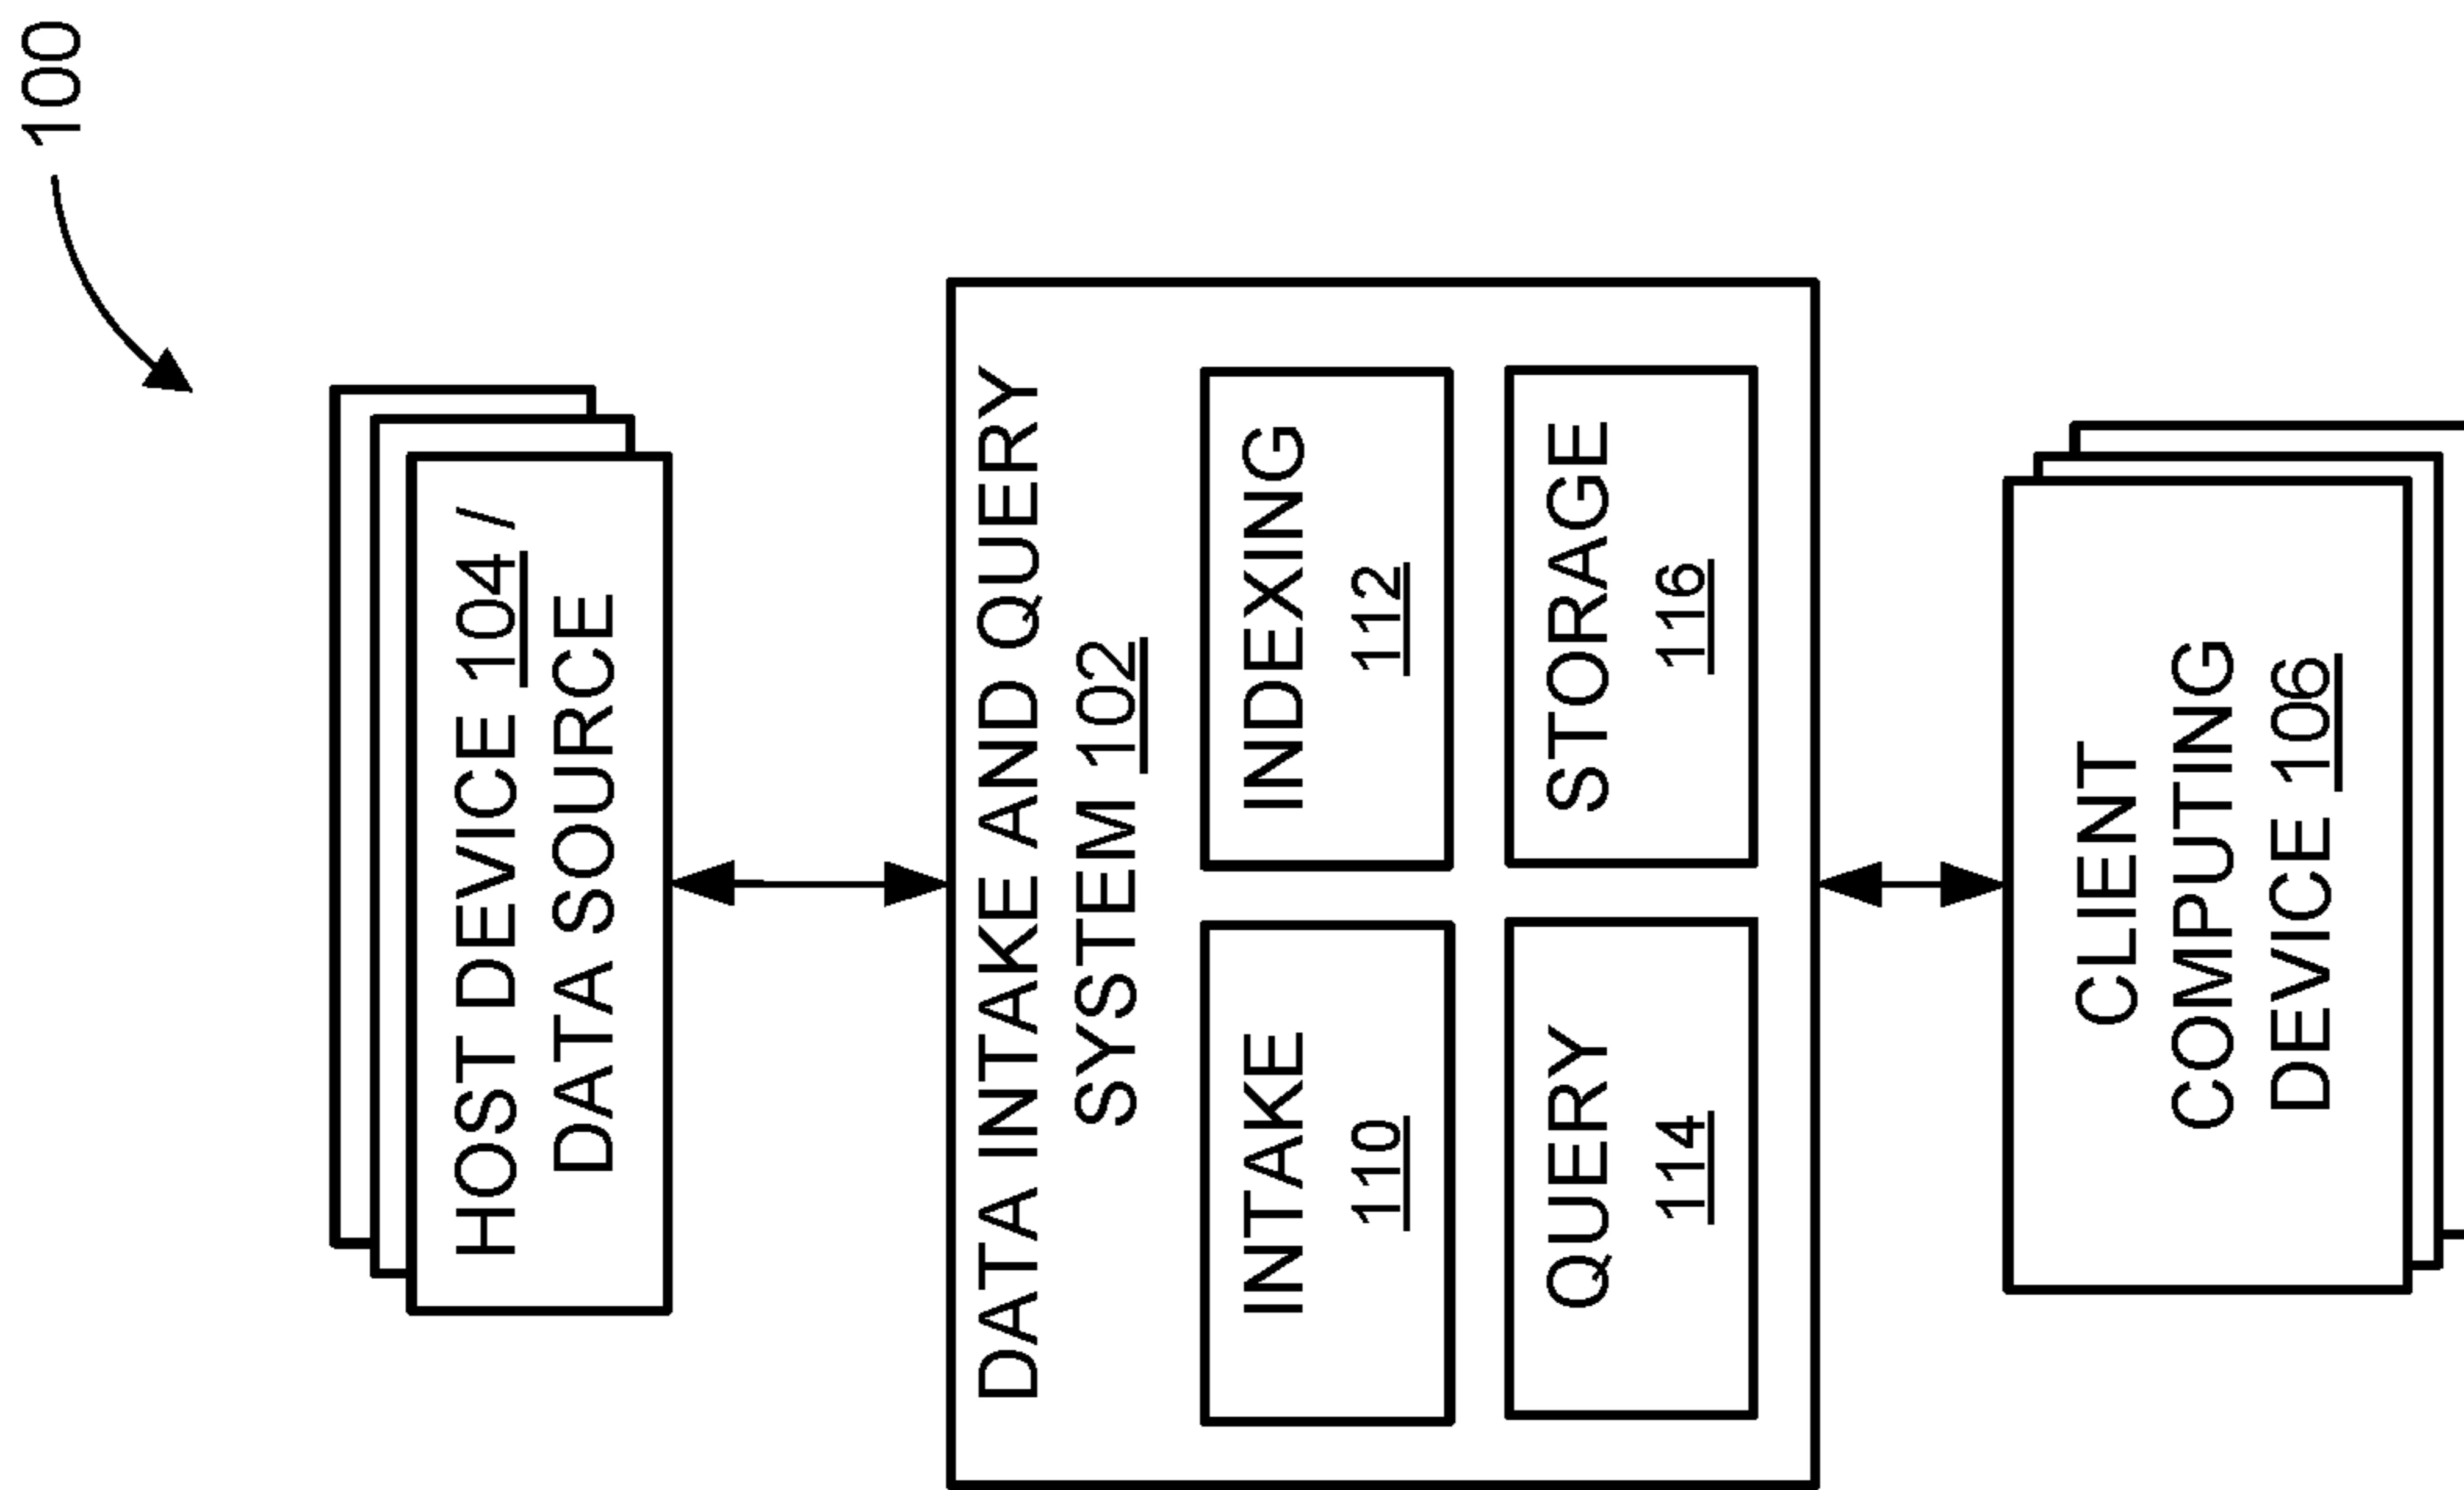 100
HOST DEVICE 104 /
DATA SOURCE
DATA INTAKE AND QUERY
SYSTEM 102
INTAKE
110
INDEXING
112
QUERY
114
STORAGE
116
CLIENT
COMPUTING
DEVICE 106